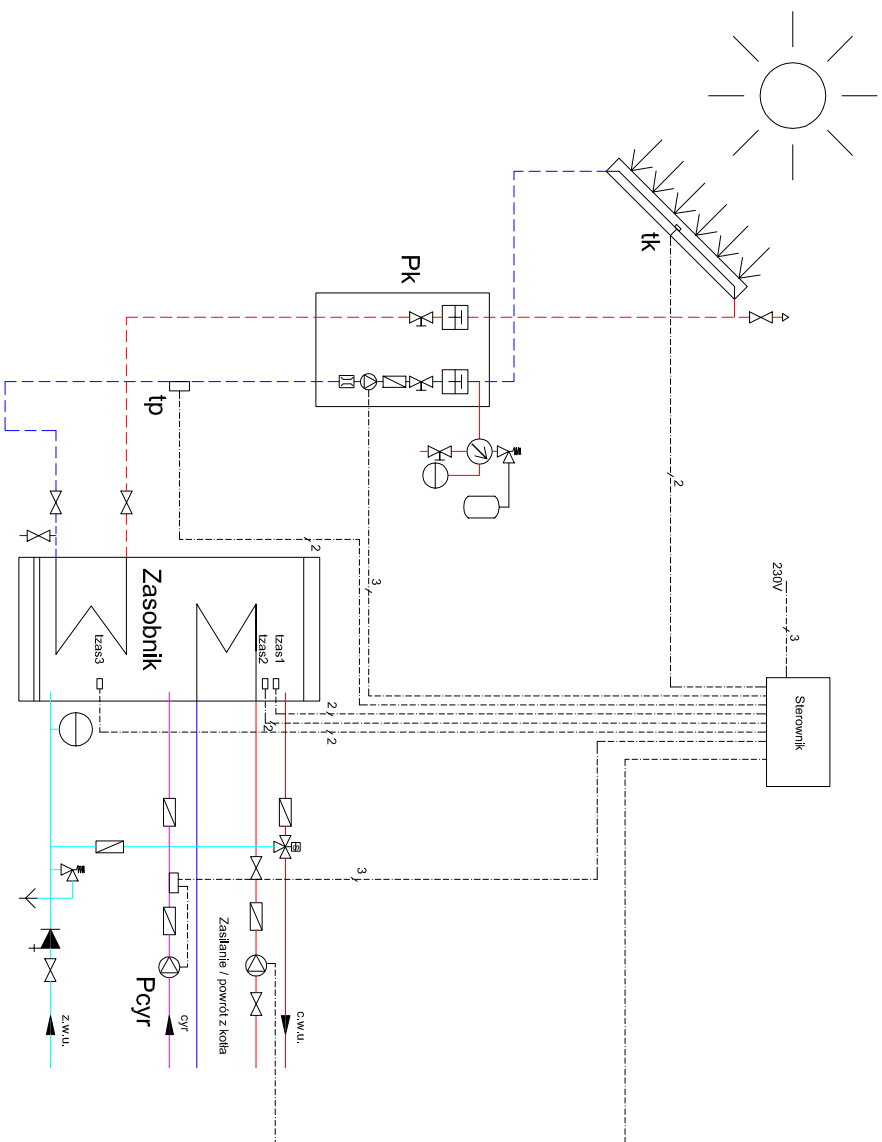 Sterownik
230V
3
2
tk
Pk
3
3
2
2
2
c.w.u.
tzas1
2
tzas2
Zasilanie / powrót z kotła
cyr
tp
Zasobnik
Pcyr
tzas3
z.w.u.